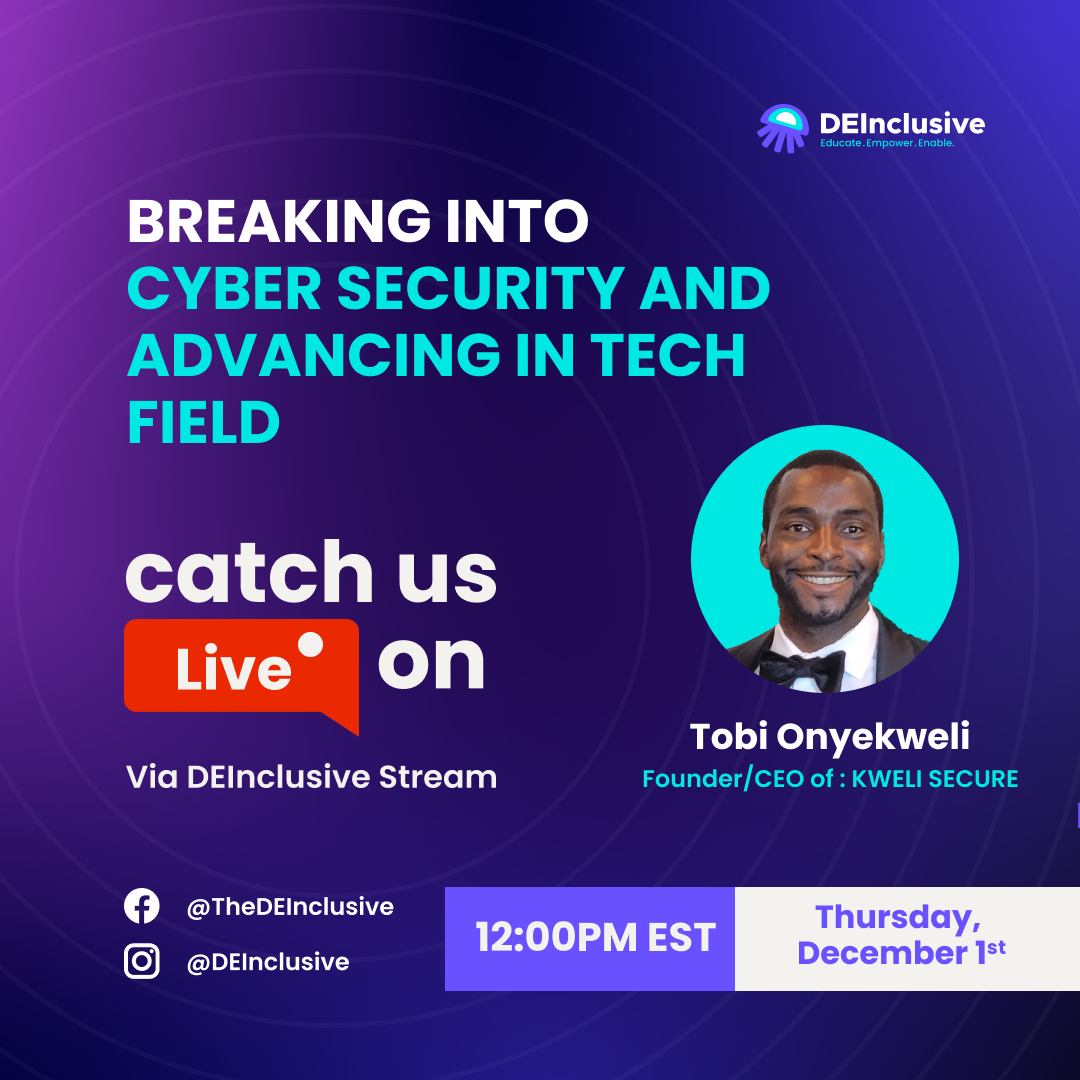 DEInclusive
Educate. Empower. Enable.
BREAKING INTO
CYBER SECURITY AND
ADVANCING IN TECH
FIELD
catch us
Live on
Via DEInclusive Stream
Tobi Onyekweli
Founder/CEO of : KWELI SECURE
@TheDEInclusive
@DEInclusive
12:00PM EST
Thursday,
December 1st